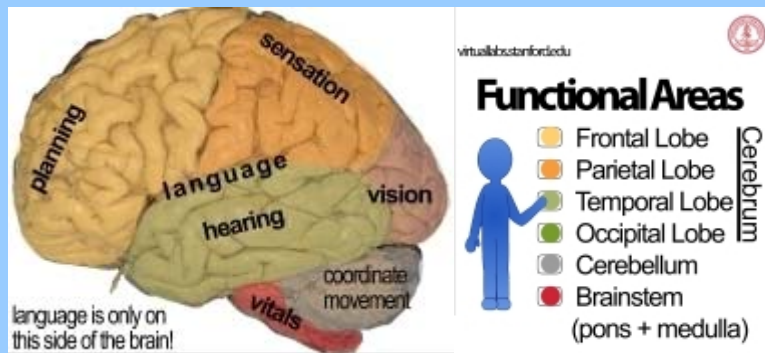 planning
sensation
language
hearing
vision
coordinate
movement
vitals
language is only on
this side of the brain!
virtuallabs.stanford.edu
Functional Areas
Frontal Lobe
Parietal Lobe
Temporal Lobe
Occipital Lobe
Cerebrum
Cerebellum
Brainstem
(pons + medulla)